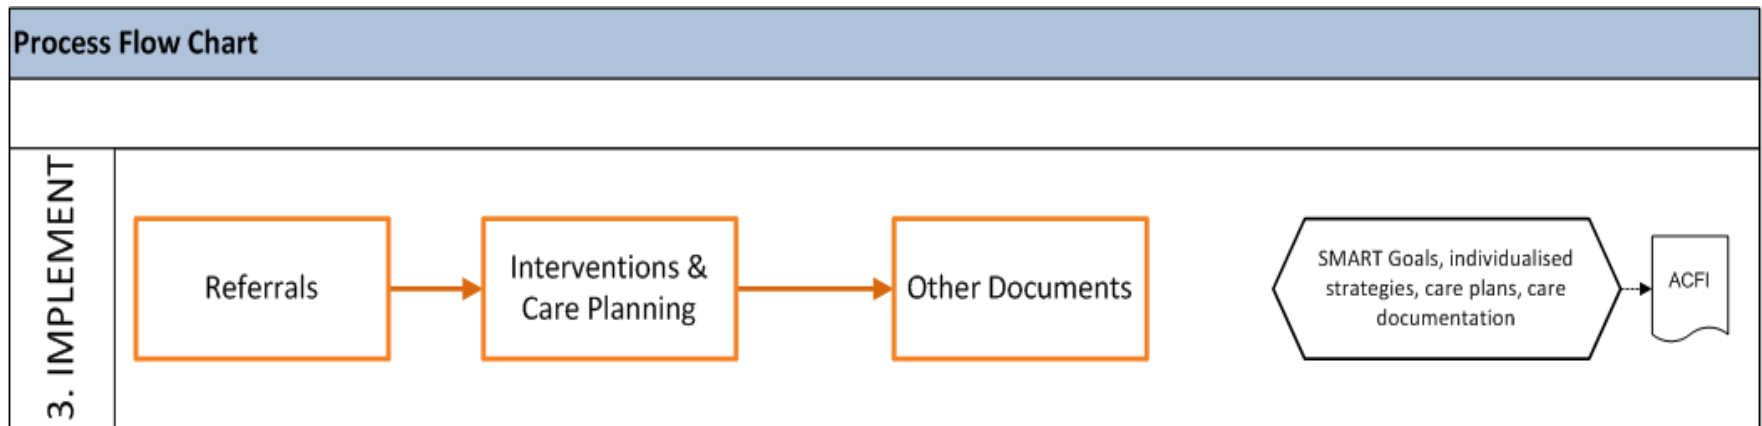 Process Flow Chart
3. IMPLEMENT
Referrals
Interventions &
Care Planning
Other Documents
SMART Goals, individualised
strategies, care plans, care
documentation
ACFI